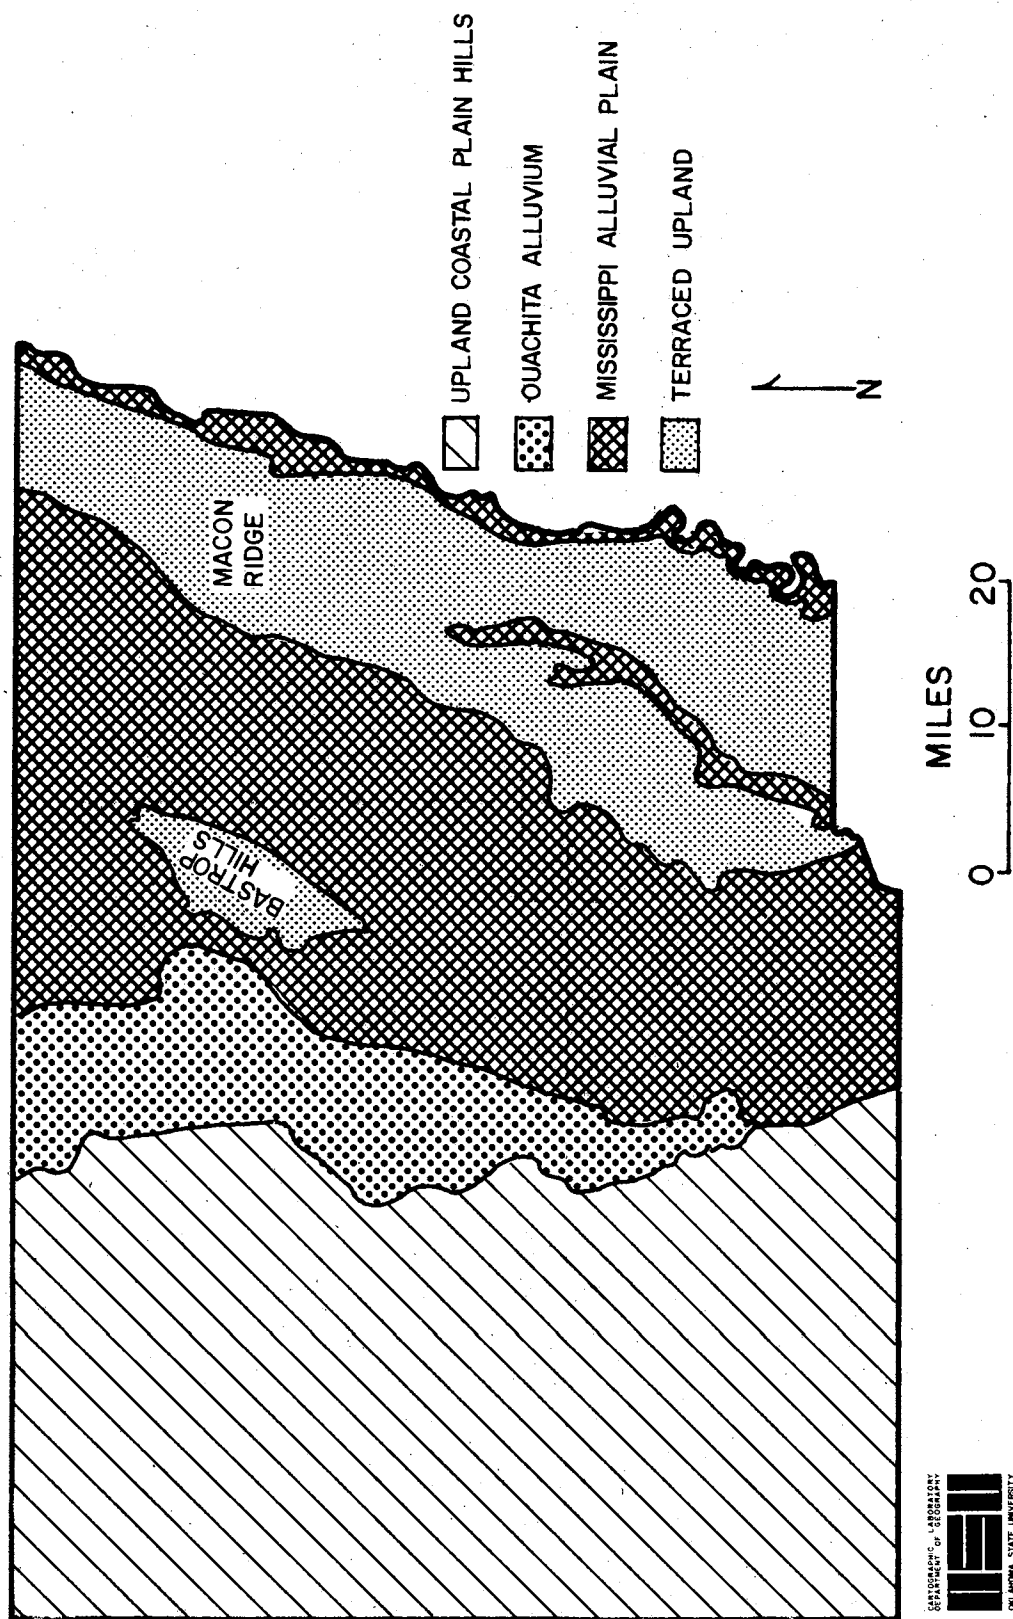 MACON
RIDGE
BASTROP
HILLS
UPLAND COASTAL PLAIN HILLS
OUACHITA ALLUVIUM
MISSISSIPPI ALLUVIAL PLAIN
TERRACED UPLAND
N
MILES
0 10 20
CARTOGRAPHIC LABORATORY
DEPARTMENT OF GEOGRAPHY
OKLAHOMA STATE UNIVERSITY